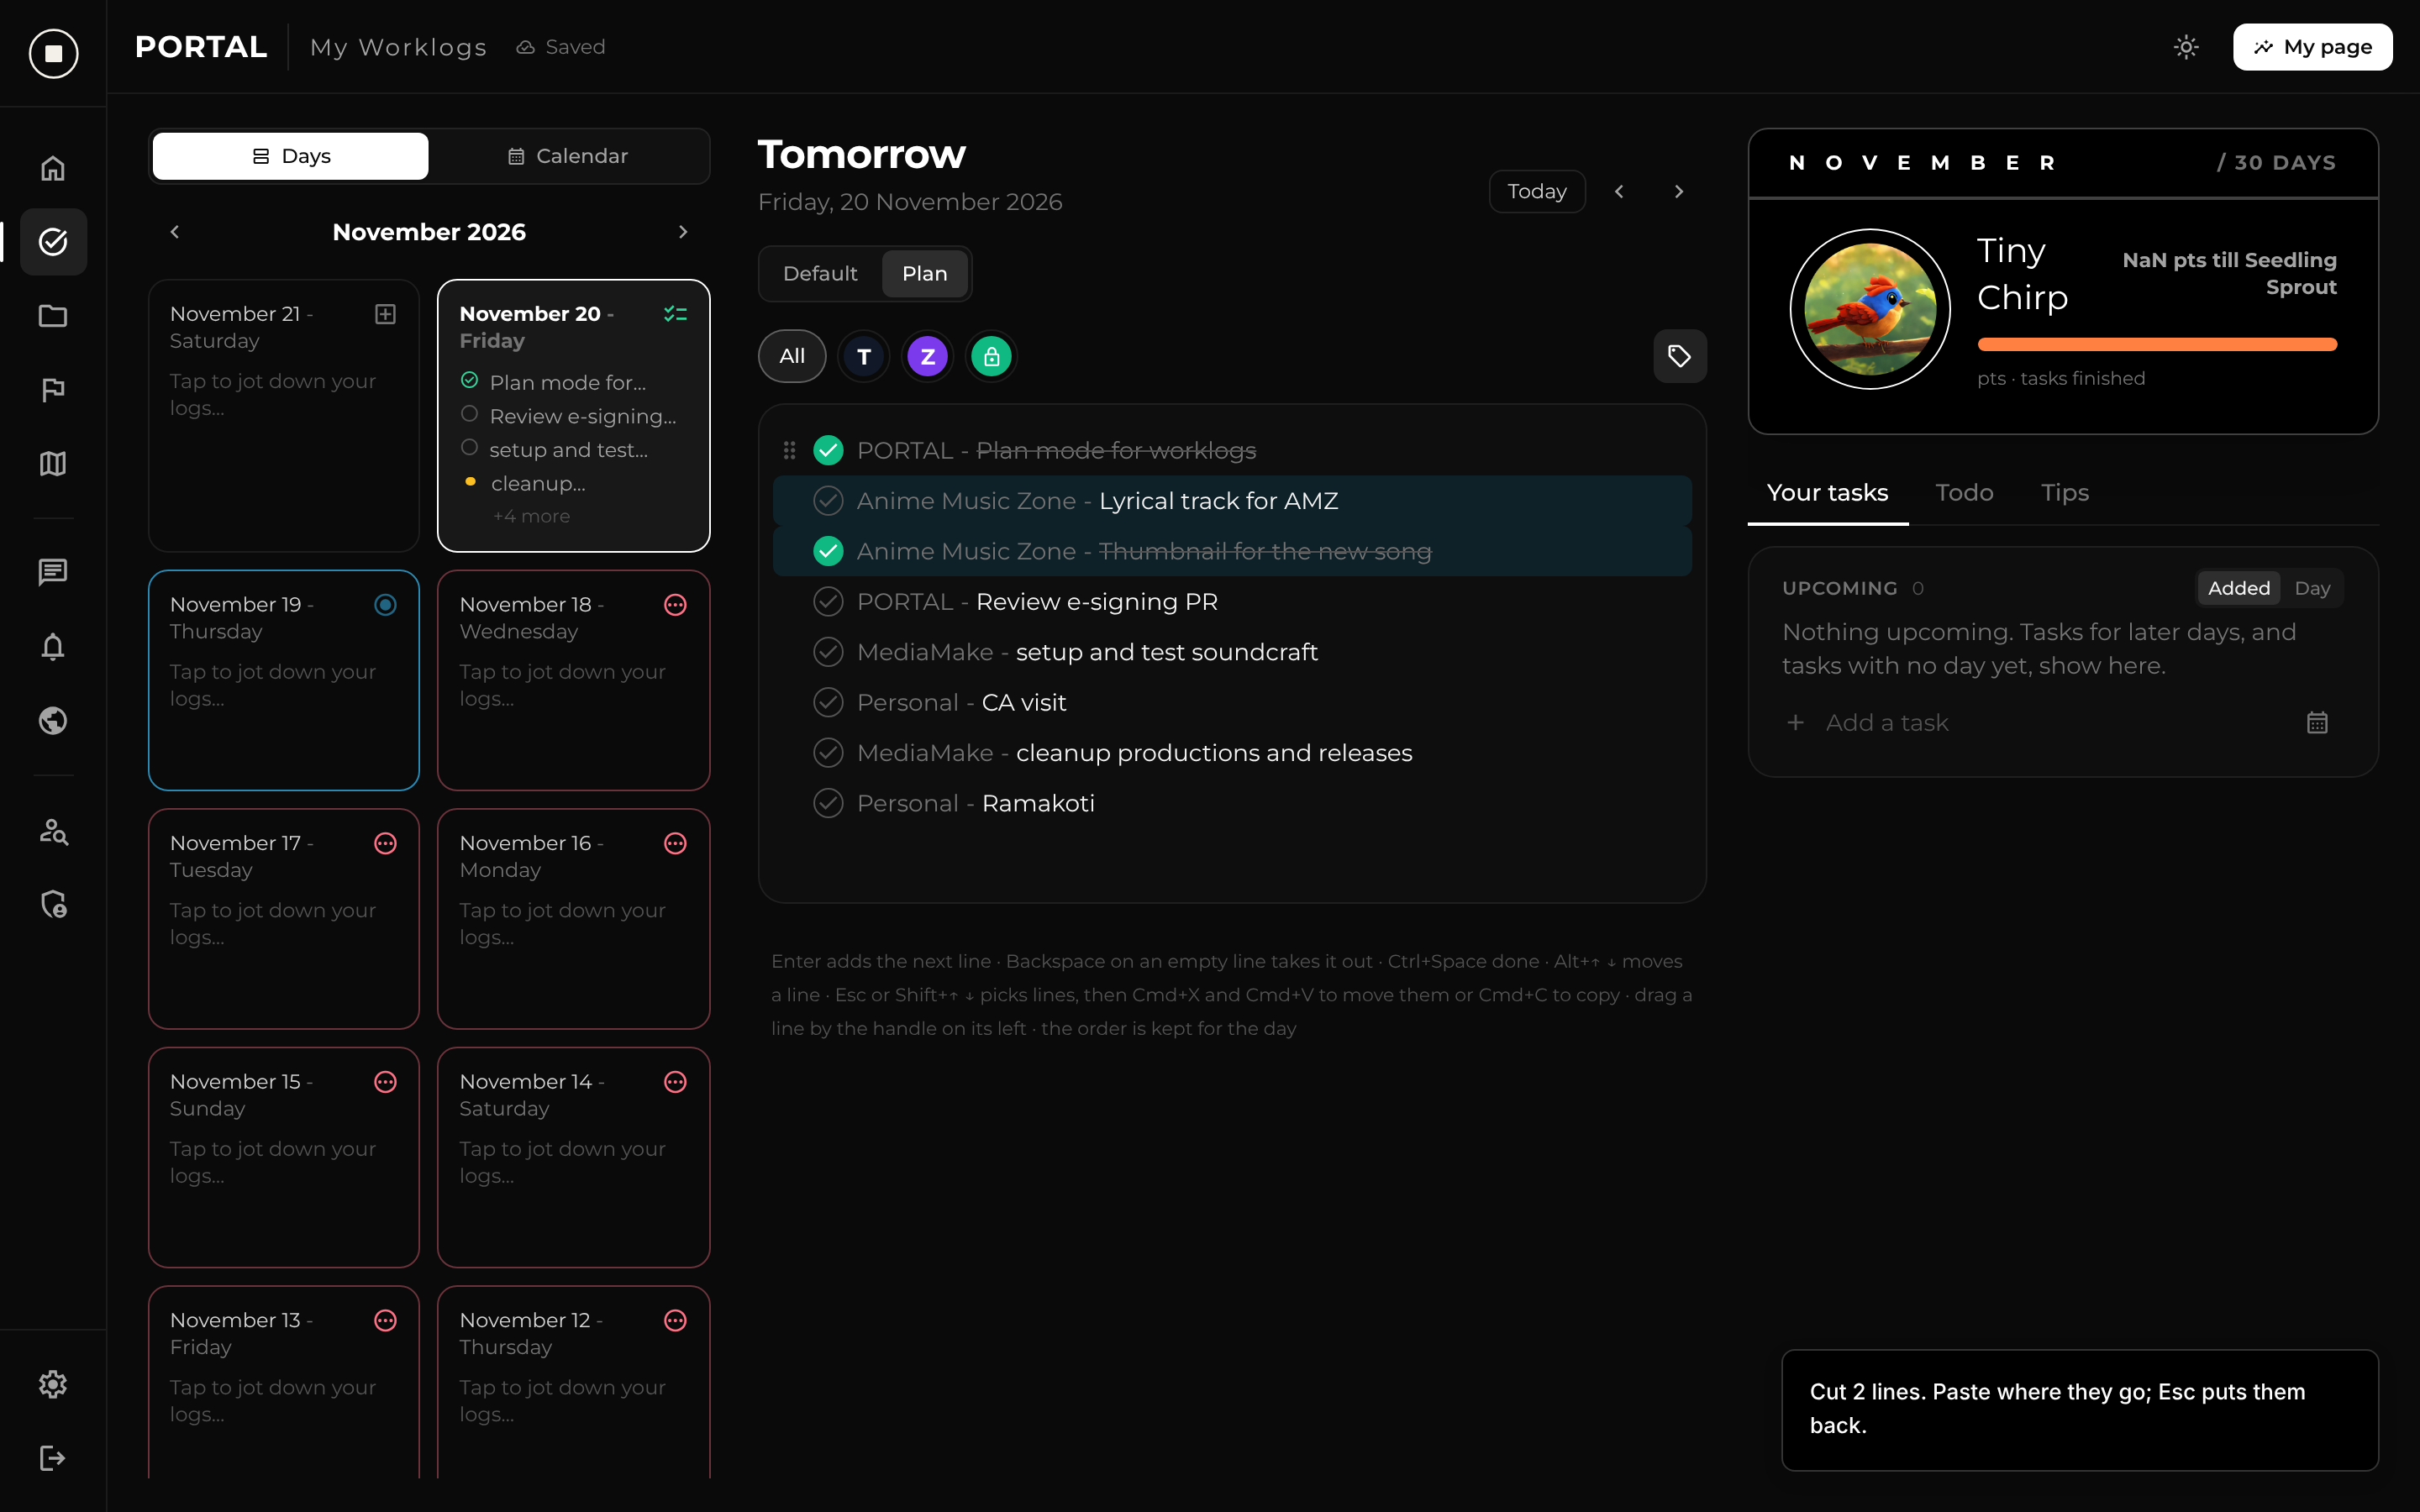 PORTAL
My Worklogs
Saved
My page
Days
Calendar
November 2026
November 21 -
Saturday
Tap to jot down your
logs...
November 20 -
Friday
Plan mode for...
Review e-signing...
setup and test...
cleanup...
+4 more
November 19 -
Thursday
Tap to jot down your
logs...
November 18 -
Wednesday
Tap to jot down your
logs...
November 17 -
Tuesday
Tap to jot down your
logs...
November 16 -
Monday
Tap to jot down your
logs...
November 15 -
Sunday
Tap to jot down your
logs...
November 14 -
Saturday
Tap to jot down your
logs...
November 13 -
Friday
Tap to jot down your
logs...
November 12 -
Thursday
Tap to jot down your
logs...
Tomorrow
Friday, 20 November 2026
Today
Default
Plan
All
T
Z
PORTAL - Plan mode for worklogs
Anime Music Zone - Lyrical track for AMZ
Anime Music Zone - Thumbnail for the new song
PORTAL - Review e-signing PR
MediaMake - setup and test soundcraft
Personal - CA visit
MediaMake - cleanup productions and releases
Personal - Ramakoti
Enter adds the next line · Backspace on an empty line takes it out · Ctrl+Space done · Alt+↑ ↓ moves
a line · Esc or Shift+↑ ↓ picks lines, then Cmd+X and Cmd+V to move them or Cmd+C to copy · drag a
line by the handle on its left · the order is kept for the day
NOVEMBER
/ 30 DAYS
Tiny
Chirp
NaN pts till Seedling
Sprout
pts · tasks finished
Your tasks
Todo
Tips
UPCOMING 0
Added
Day
Nothing upcoming. Tasks for later days, and
tasks with no day yet, show here.
Add a task
Cut 2 lines. Paste where they go; Esc puts them
back.